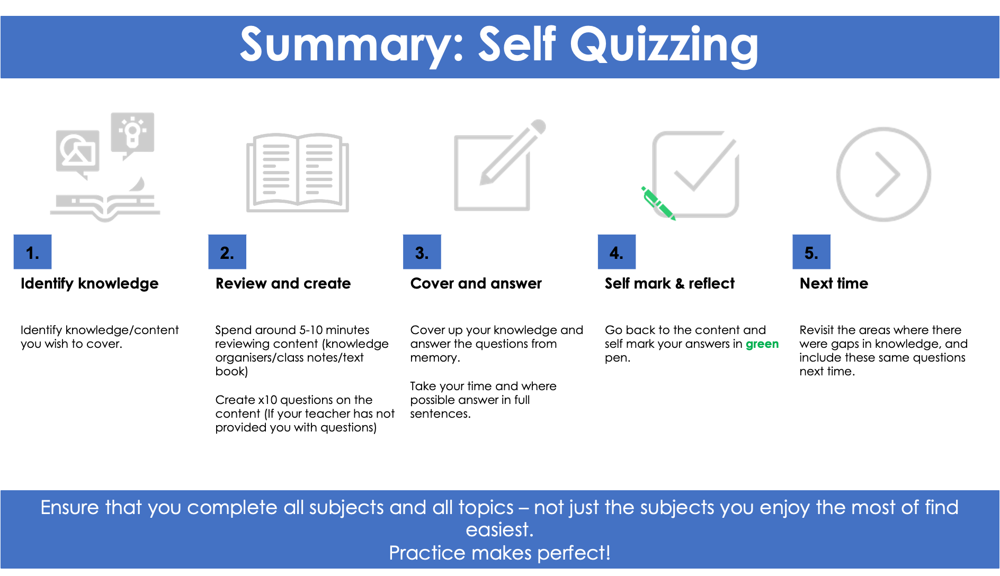 Summary: Self Quizzing
1.
Identify knowledge
Identify knowledge/content
you wish to cover.
2.
Review and create
Spend around 5-10 minutes
reviewing content (knowledge
organisers/class notes/text
book)
Create x10 questions on the
content (If your teacher has not
provided you with questions)
3.
Cover and answer
Cover up your knowledge and
answer the questions from
memory.
Take your time and where
possible answer in full
sentences.
4.
Self mark & reflect
Go back to the content and
self mark your answers in green
pen.
5.
Next time
Revisit the areas where there
were gaps in knowledge, and
include these same questions
next time.
Ensure that you complete all subjects and all topics – not just the subjects you enjoy the most of find
easiest.
Practice makes perfect!